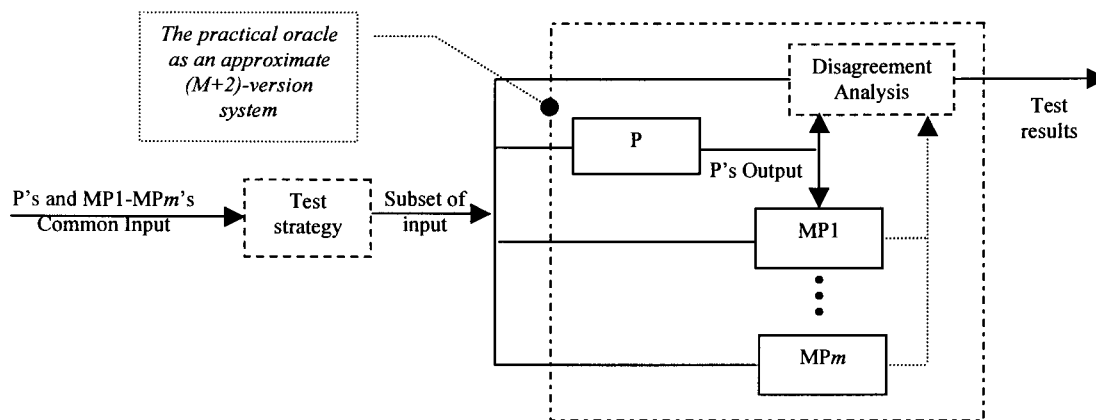 The practical oracle
as an approximate
(M+2)-version
system
Disagreement
Analysis
Test
results
P
P's Output
P's and MP1-MPm's
Common Input
Test
strategy
Subset of
input
MP1
MPm